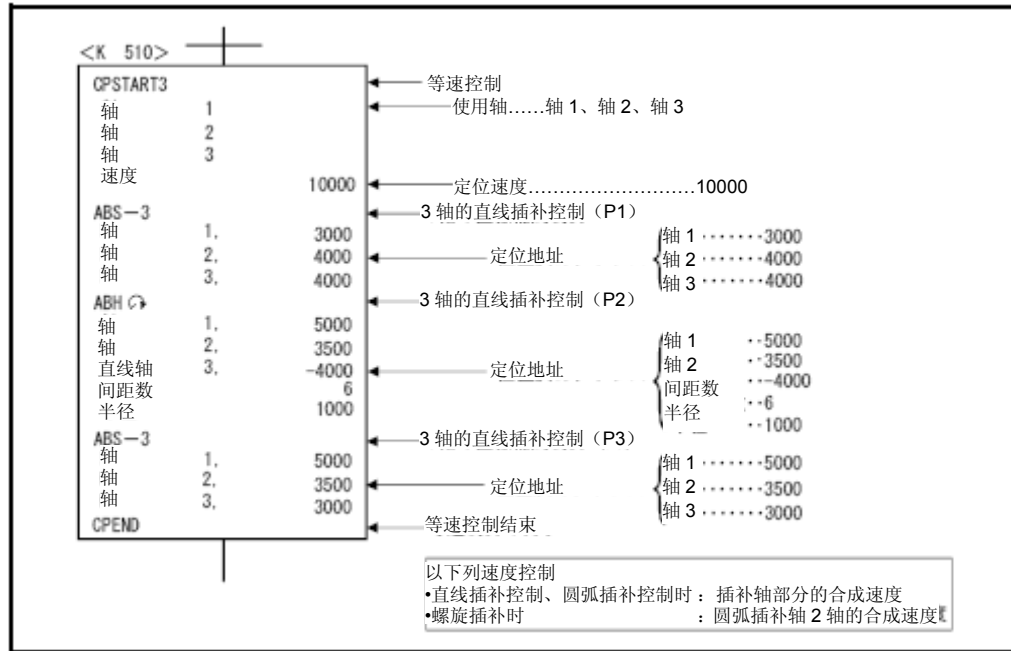 <K 510>
CPSTART3 等速控制
轴 1 使用轴……轴 1、轴 2、轴 3
轴 2
轴 3
速度
10000 定位速度………………………10000
ABS-3 3 轴的直线插补控制（P1）
轴 1, 3000 轴 1 ·······3000
轴 2, 4000 定位地址 轴 2 ·······4000
轴 3, 4000 轴 3 ·······4000
ABH 3 轴的直线插补控制（P2）
轴 1, 5000 轴 1 ··5000
轴 2, 3500 轴 2 ··3500
直线轴 3, -4000 定位地址 间距数 ··-4000
间距数 6 半径 ··6
半径 1000 ··1000
ABS-3 3 轴的直线插补控制（P3）
轴 1, 5000 轴 1 ·······5000
轴 2, 3500 定位地址 轴 2 ·······3500
轴 3, 3000 轴 3 ·······3000
CPEND 等速控制结束
以下列速度控制
•直线插补控制、圆弧插补控制时 ：插补轴部分的合成速度
•螺旋插补时 ：圆弧插补轴 2 轴的合成速度